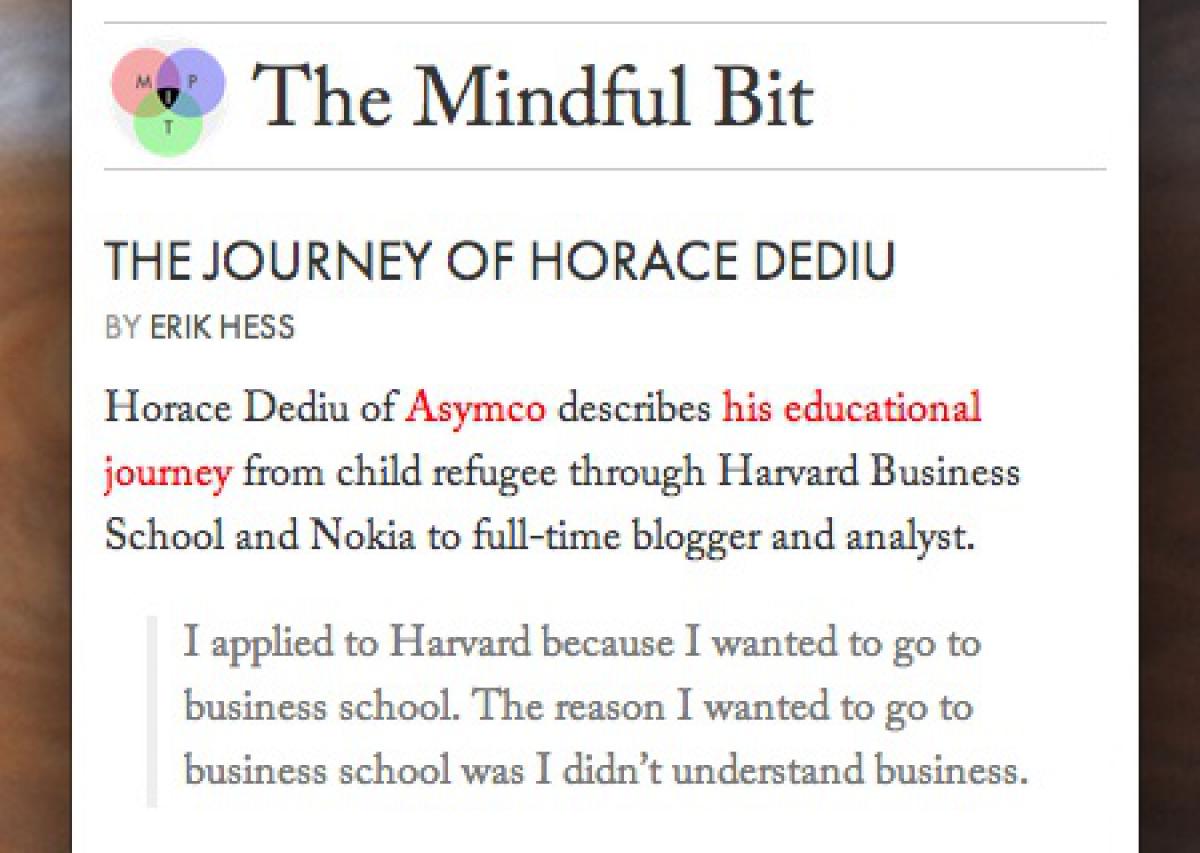 M P
T
The Mindful Bit
THE JOURNEY OF HORACE DEDIU
BY ERIK HESS
Horace Dediu of Asymco describes his educational
journey from child refugee through Harvard Business
School and Nokia to full-time blogger and analyst.
I applied to Harvard because I wanted to go to
business school. The reason I wanted to go to
business school was I didn’t understand business.